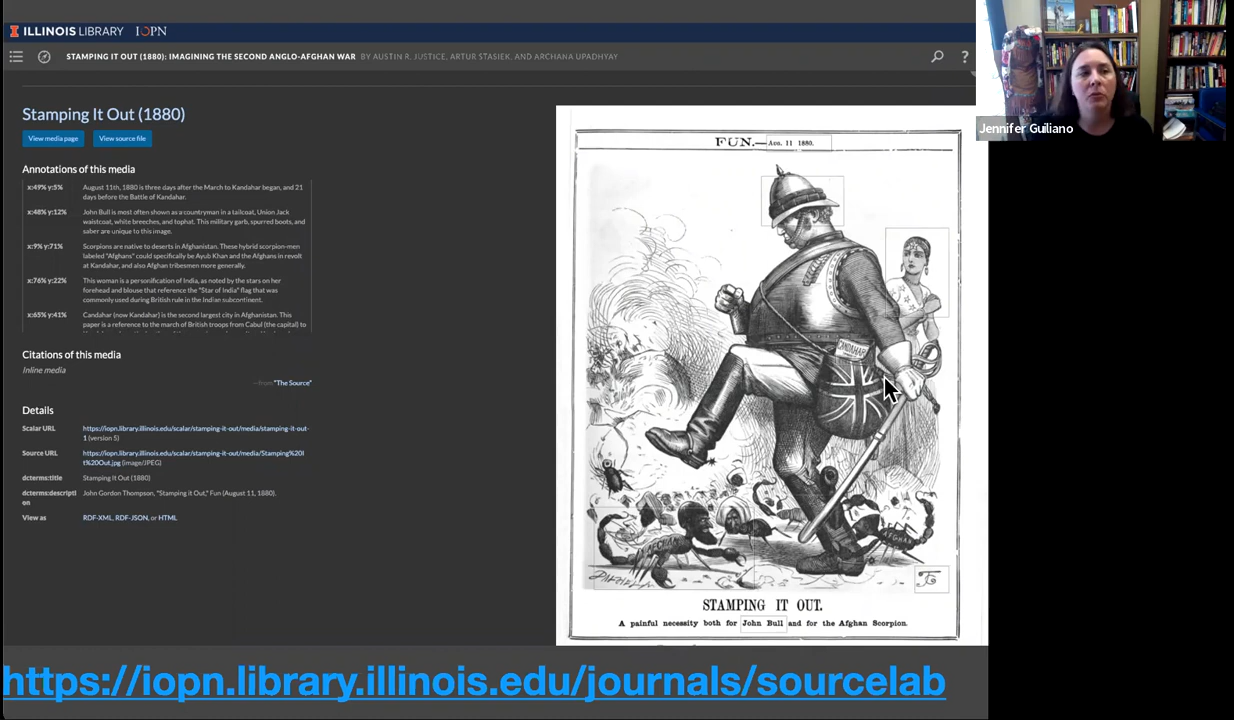 ILLINOIS LIBRARY IOPN
STAMPING IT OUT (1880): IMAGINING THE SECOND ANGLO-AFGHAN WAR BY AUSTIN R. JUSTICE, ARTUR STASIEK, AND ARCHANA UPADHYAY
?
Jennifer Guiliano
Stamping It Out (1880)
View media page View source file
Annotations of this media
x:49% y:5% August 11th, 1880 is three days after the March to Kandahar began, and 21
days before the Battle of Kandahar.
x:48% y:12% John Bull is most often shown as a countryman in a tailcoat, Union Jack
waistcoat, white breeches, and tophat. This military garb, spurred boots, and
saber are unique to this image.
x:9% y:71% Scorpions are native to deserts in Afghanistan. These hybrid scorpion-men
labeled "Afghans" could specifically be Ayub Khan and the Afghans in revolt
at Kandahar, and also Afghan tribesmen more generally.
x:76% y:22% This woman is a personification of India, as noted by the stars on her
forehead and blouse that reference the "Star of India" flag that was
commonly used during British rule in the Indian subcontinent.
x:65% y:41% Candahar (now Kandahar) is the second largest city in Afghanistan. This
paper is a reference to the march of British troops from Cabul (the capital) to
Citations of this media
Inline media
—from "The Source"
Details
Scalar URL https://iopn.library.illinois.edu/scalar/stamping-it-out/media/stamping-it-out-
1 (version 5)
Source URL https://iopn.library.illinois.edu/scalar/stamping-it-out/media/Stamping%20I
t%20Out.jpg (image/JPEG)
dcterms:title Stamping It Out (1880)
dcterms:descripti
on John Gordon Thompson, "Stamping it Out," Fun (August 11, 1880).
View as RDF-XML, RDF-JSON, or HTML
FUN.—Aug. 11 1880.
CANDAHAR
AFGHAN
STAMPING IT OUT.
A painful necessity both for John Bull and for the Afghan Scorpion.
https://iopn.library.illinois.edu/journals/sourcelab